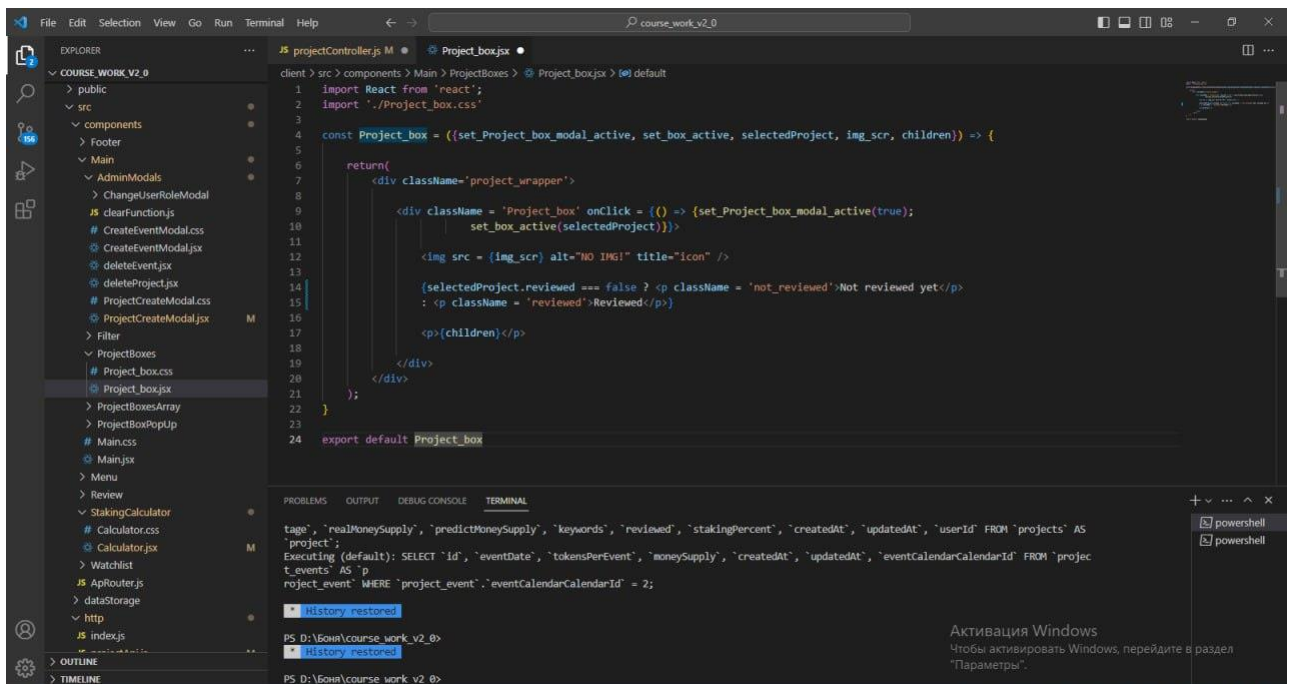 File Edit Selection View Go Run Terminal Help
course_work_v2_0
EXPLORER
JS projectController.js M
Project_box.jsx
COURSE_WORK_V2_0
client > src > components > Main > ProjectBoxes > Project_box.jsx > default
public
src
components
Footer
Main
AdminModals
ChangeUserRoleModal
JS clearFunction.js
# CreateEventModal.css
CreateEventModal.jsx
deleteEvent.jsx
deleteProject.jsx
# ProjectCreateModal.css
ProjectCreateModal.jsx M
Filter
ProjectBoxes
# Project_box.css
Project_box.jsx
ProjectBoxesArray
ProjectBoxPopUp
# Main.css
Main.jsx
Menu
Review
StakingCalculator
# Calculator.css
Calculator.jsx M
Watchlist
JS ApRouter.js
dataStorage
http
JS index.js
OUTLINE
TIMELINE
2
156
1 import React from 'react';
2 import './Project_box.css'
3
4 const Project_box = ({set_Project_box_modal_active, set_box_active, selectedProject, img_scr, children}) => {
5
6 return(
7 <div className='project_wrapper'>
8
9 <div className = 'Project_box' onClick = {() => {set_Project_box_modal_active(true);
10 set_box_active(selectedProject)}}>
11
12 <img src = {img_scr} alt="NO IMG!" title="icon" />
13
14 {selectedProject.reviewed === false ? <p className = 'not_reviewed'>Not reviewed yet</p>
15 : <p className = 'reviewed'>Reviewed</p>}
16
17 <p>{children}</p>
18
19 </div>
20 </div>
21 );
22 }
23
24 export default Project_box
PROBLEMS OUTPUT DEBUG CONSOLE TERMINAL
tage`, `realMoneySupply`, `predictMoneySupply`, `keywords`, `reviewed`, `stakingPercent`, `createdAt`, `updatedAt`, `userId` FROM `projects` AS
`project`;
Executing (default): SELECT `id`, `eventDate`, `tokensPerEvent`, `moneySupply`, `createdAt`, `updatedAt`, `eventCalendarCalendarId` FROM `projec
t_events` AS `p
roject_event` WHERE `project_event`.`eventCalendarCalendarId` = 2;
* History restored
PS D:\Боня\course_work_v2_0>
* History restored
PS D:\Боня\course_work_v2_0>
powershell
powershell
Активация Windows
Чтобы активировать Windows, перейдите в раздел
"Параметры".